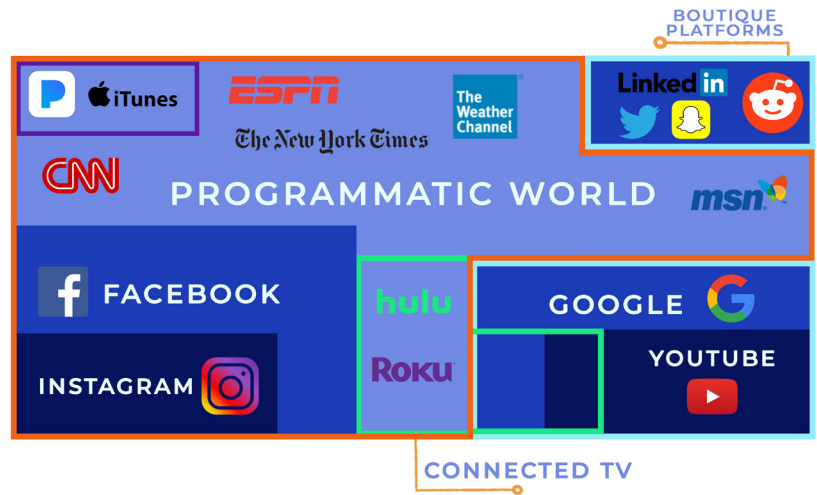 BOUTIQUE
PLATFORMS
iTunes
ESPN
The
Weather
Channel
Linked in
The New York Times
CNN
PROGRAMMATIC WORLD
msn
f FACEBOOK
hulu
GOOGLE G
ROKU
YOUTUBE
INSTAGRAM
CONNECTED TV